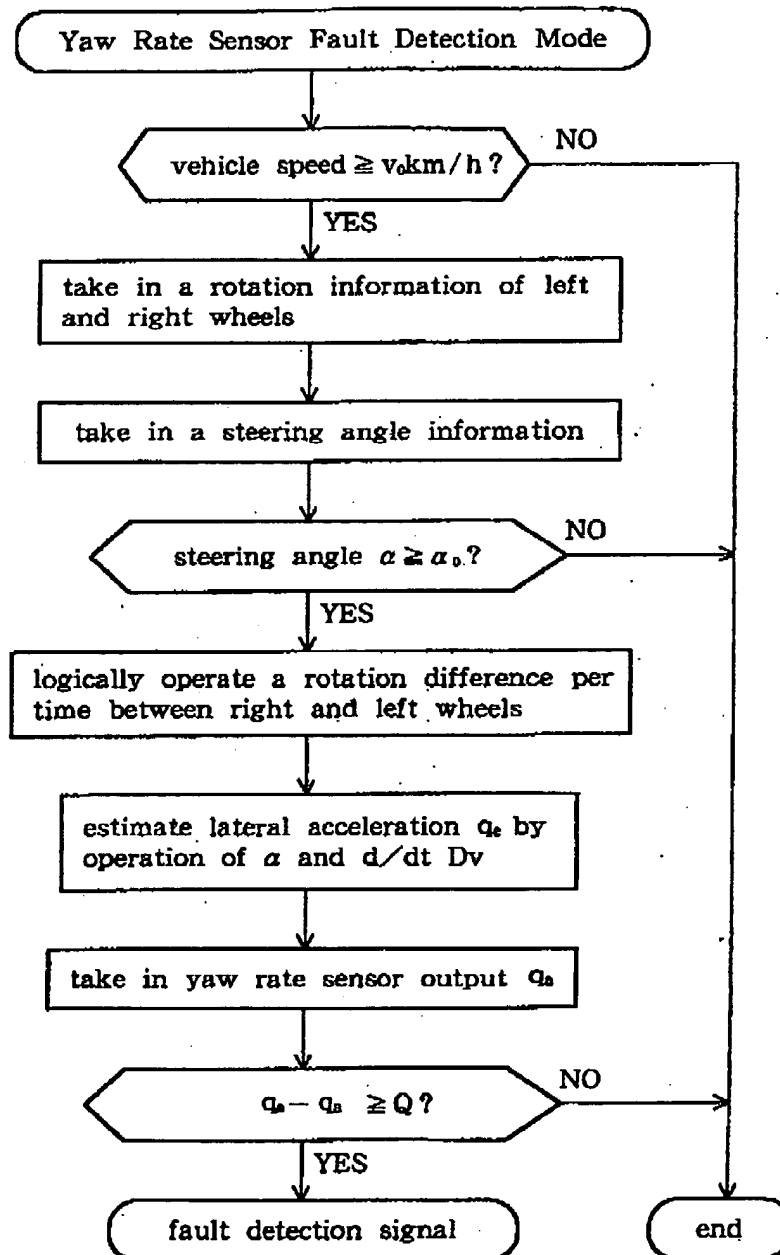 Yaw Rate Sensor Fault Detection Mode
vehicle speed ≧ v₀km/h?
NO
YES
take in a rotation information of left
and right wheels
take in a steering angle information
steering angle α ≧ α₀?
NO
YES
logically operate a rotation difference per
time between right and left wheels
estimate lateral acceleration qₑ by
operation of α and d/dt Dv
take in yaw rate sensor output qₐ
qₑ − qₐ ≧ Q?
NO
YES
fault detection signal
end